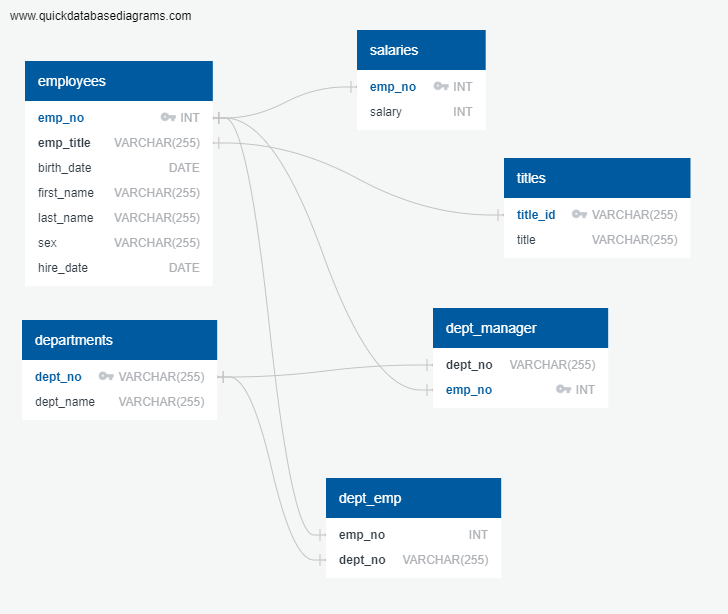 www.quickdatabasediagrams.com
employees
emp_no INT
emp_title VARCHAR(255)
birth_date DATE
first_name VARCHAR(255)
last_name VARCHAR(255)
sex VARCHAR(255)
hire_date DATE
salaries
emp_no INT
salary INT
titles
title_id VARCHAR(255)
title VARCHAR(255)
departments
dept_no VARCHAR(255)
dept_name VARCHAR(255)
dept_manager
dept_no VARCHAR(255)
emp_no INT
dept_emp
emp_no INT
dept_no VARCHAR(255)